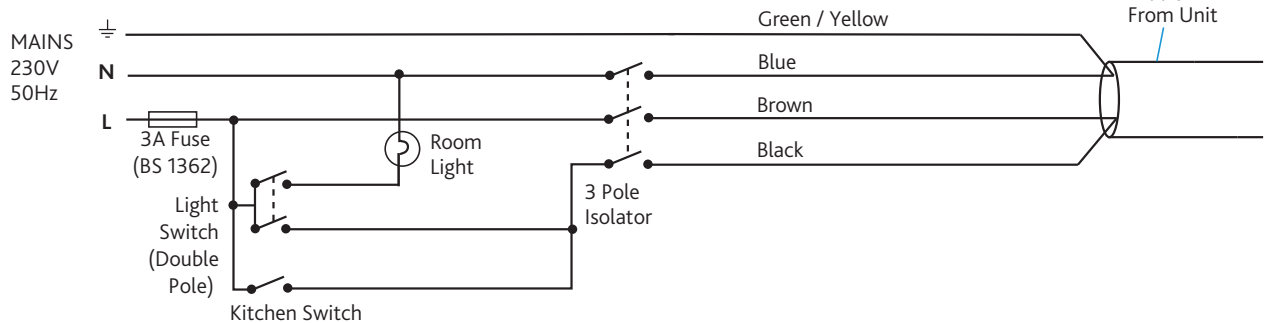 Green / Yellow
From Unit
MAINS
230V
50Hz
N
Blue
L
Brown
3A Fuse
(BS 1362)
Room
Light
Black
3 Pole
Isolator
Light
Switch
(Double
Pole)
Kitchen Switch